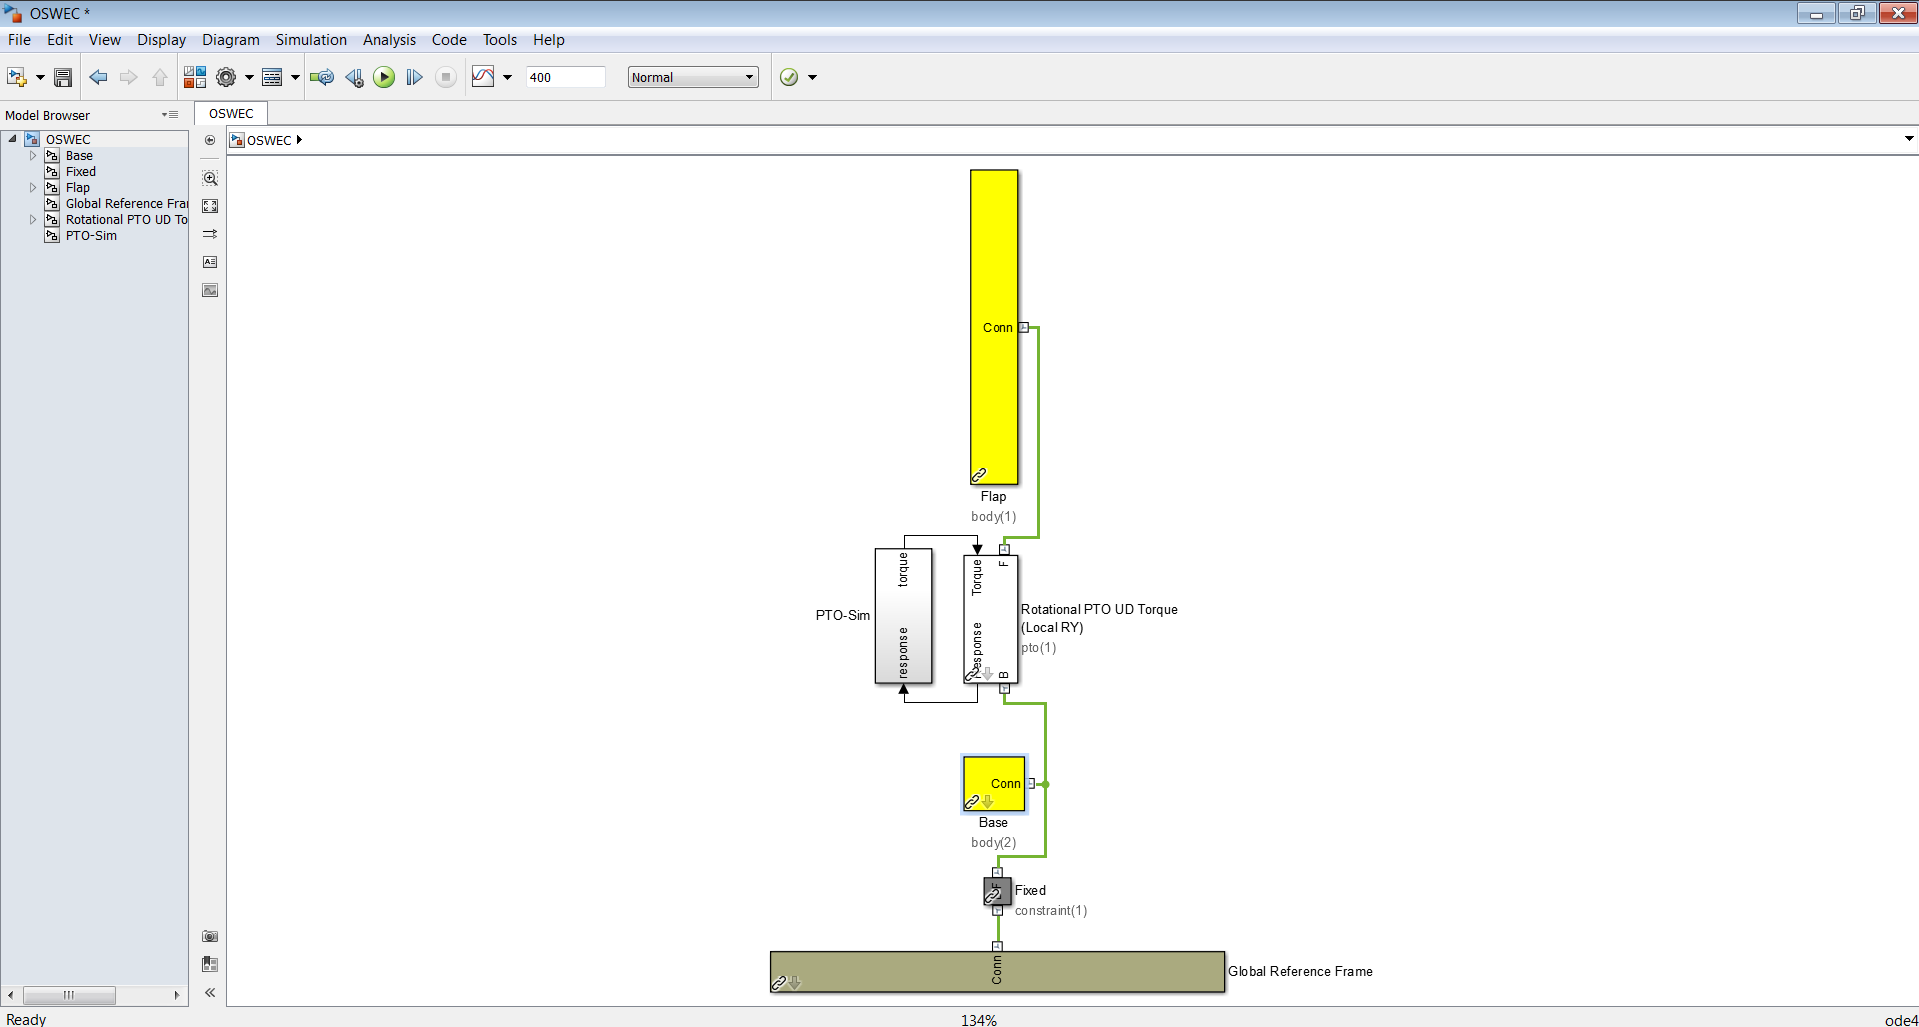 OSWEC *
File Edit View Display Diagram Simulation Analysis Code Tools Help
400 Normal
Model Browser
OSWEC
Base
Fixed
Flap
Global Reference Fra
Rotational PTO UD To
PTO-Sim
OSWEC
OSWEC
Conn
Flap
body(1)
torque
response
PTO-Sim
Torque
response
F
B
Rotational PTO UD Torque
(Local RY)
pto(1)
Conn
Base
body(2)
F
Fixed
constraint(1)
Conn
Global Reference Frame
Ready 134% ode4